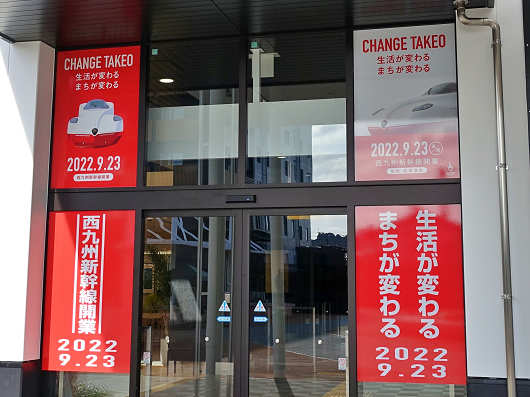 CHANGE TAKEO
生活が変わる
まちが変わる
2022.9.23
西九州新幹線開業
CHANGE TAKEO
生活が変わる
まちが変わる
2022.9.23
西九州新幹線開業
西九州新幹線開業
2022
9.23
生活が変わる
まちが変わる
2022
9.23